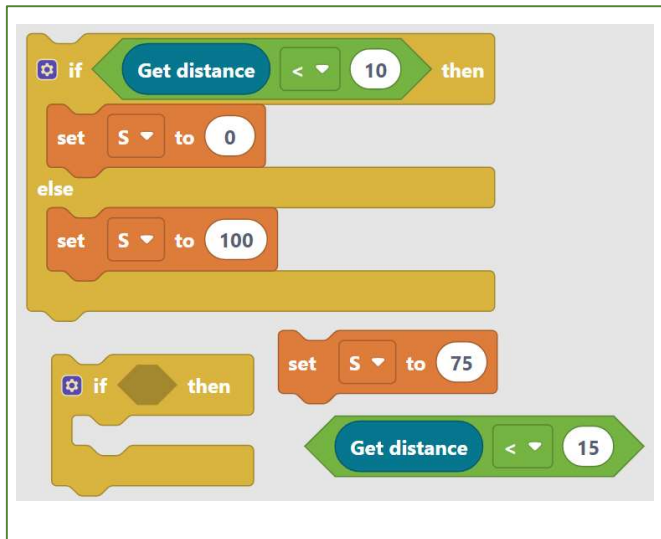 if Get distance < 10 then
set S to 0
else
set S to 100
if then
set S to 75
Get distance < 15